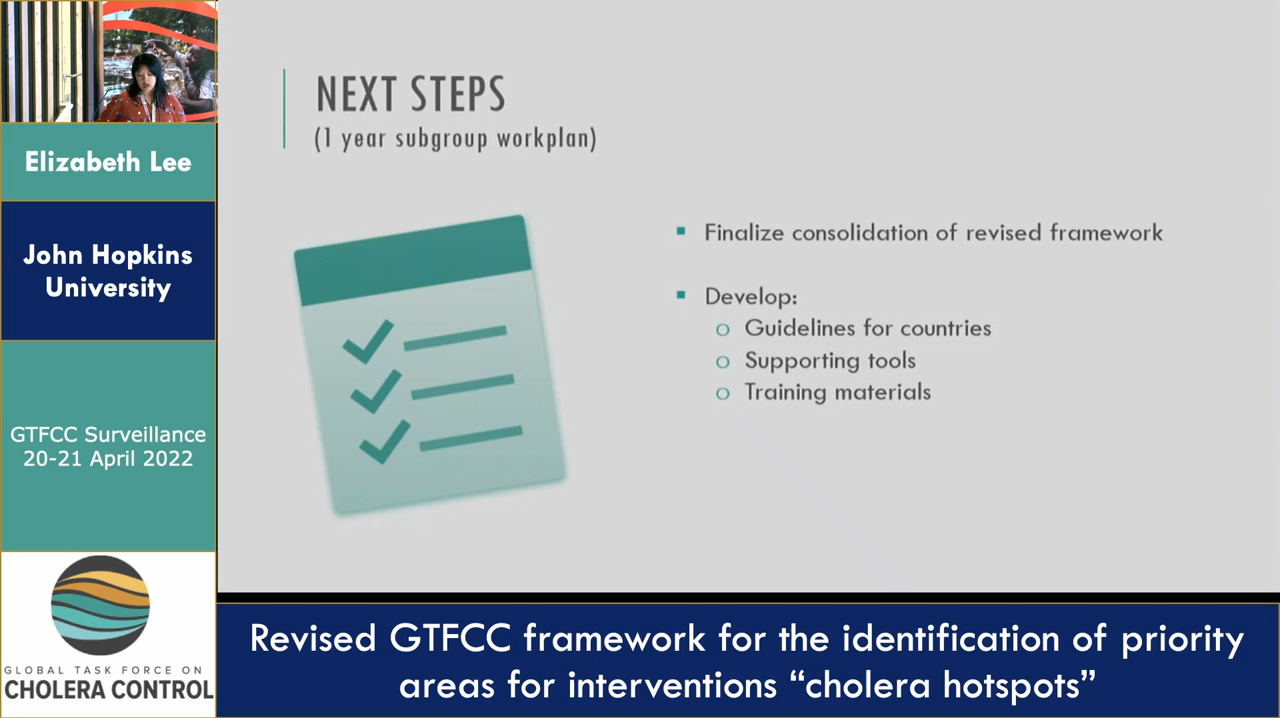 NEXT STEPS
(1 year subgroup workplan)
Elizabeth Lee
John Hopkins
University
▪ Finalize consolidation of revised framework
▪ Develop:
o Guidelines for countries
o Supporting tools
o Training materials
GTFCC Surveillance
20-21 April 2022
GLOBAL TASK FORCE ON
CHOLERA CONTROL
Revised GTFCC framework for the identification of priority
areas for interventions “cholera hotspots”